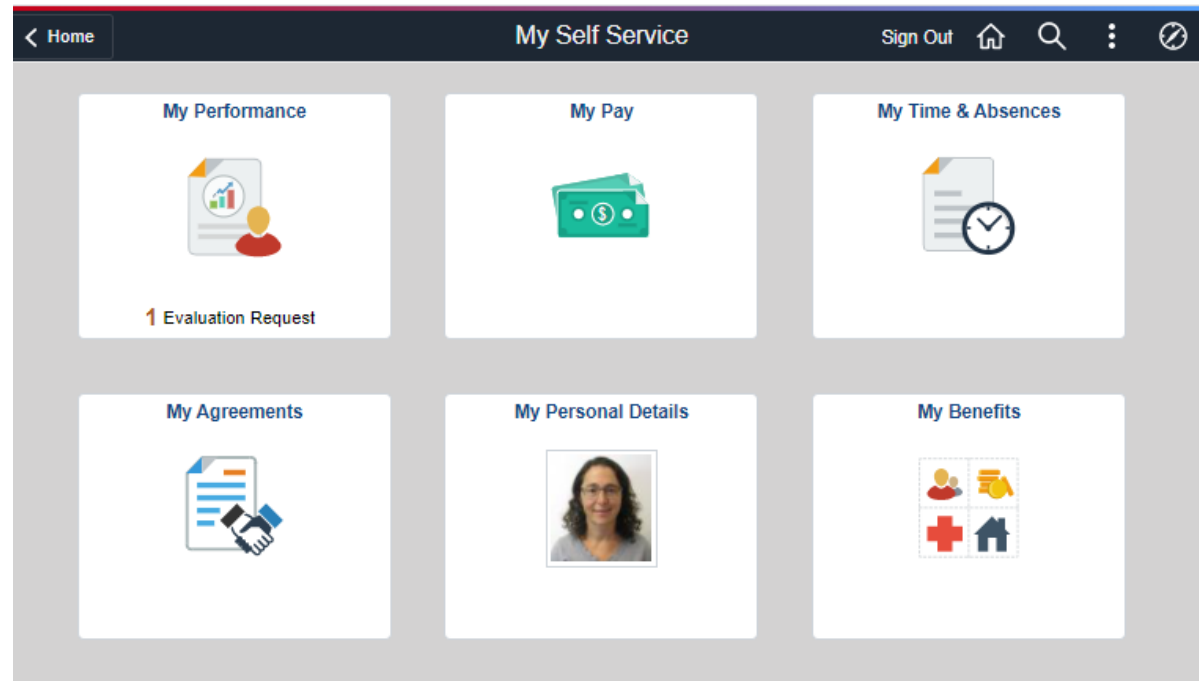 Home
My Self Service
Sign Out
My Performance
My Pay
My Time & Absences
$
1 Evaluation Request
My Agreements
My Personal Details
My Benefits